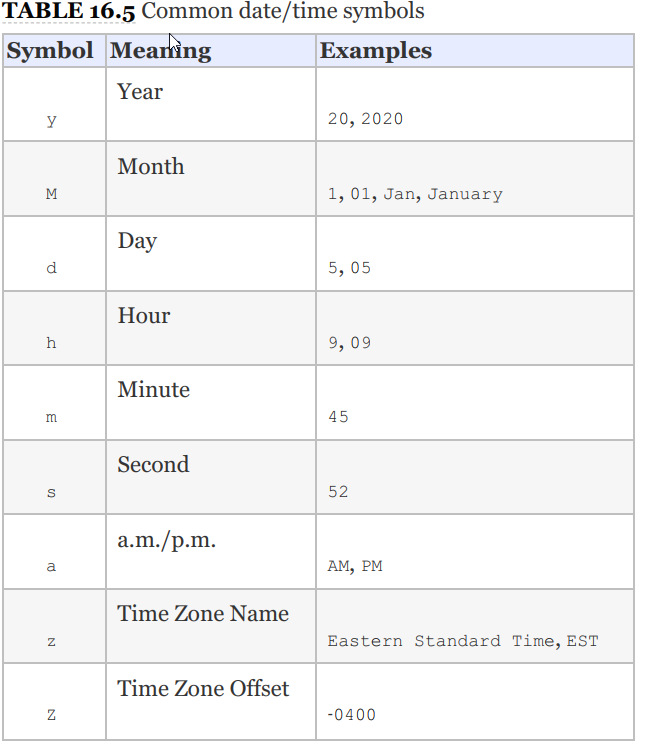 TABLE 16.5 Common date/time symbols
Symbol Meaning Examples
y Year 20, 2020
M Month 1, 01, Jan, January
d Day 5, 05
h Hour 9, 09
m Minute 45
s Second 52
a a.m./p.m. AM, PM
z Time Zone Name Eastern Standard Time, EST
Z Time Zone Offset -0400